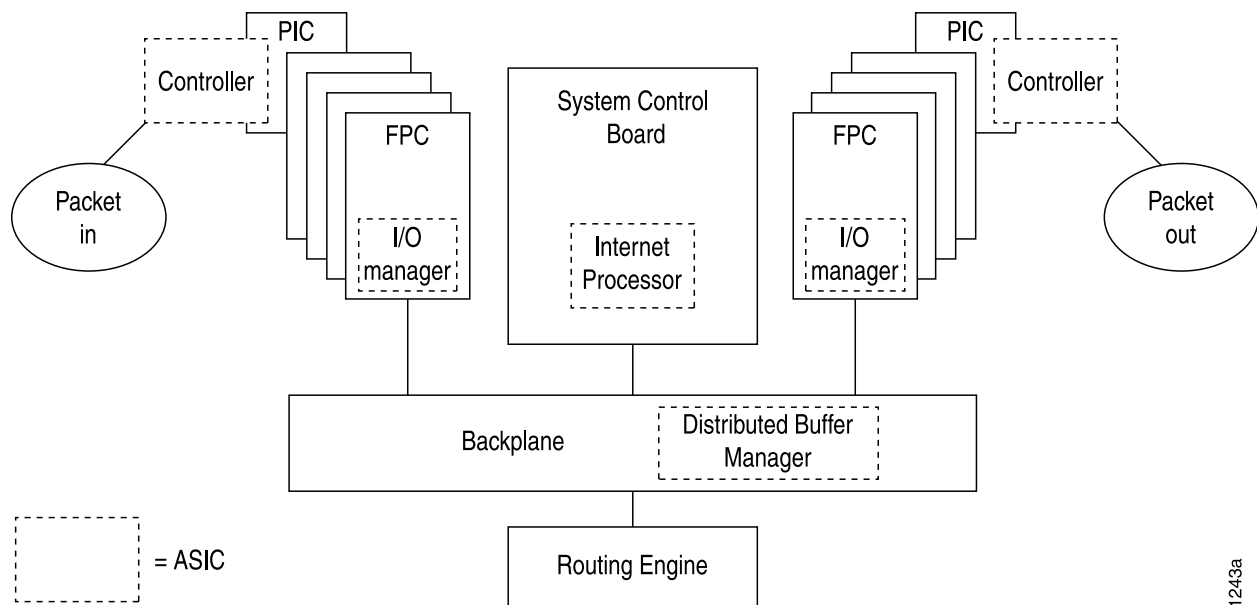 PIC
Controller
FPC
I/O
manager
Packet
in
System Control
Board
Internet
Processor
PIC
Controller
FPC
I/O
manager
Packet
out
Backplane
Distributed Buffer
Manager
Routing Engine
= ASIC
1243a